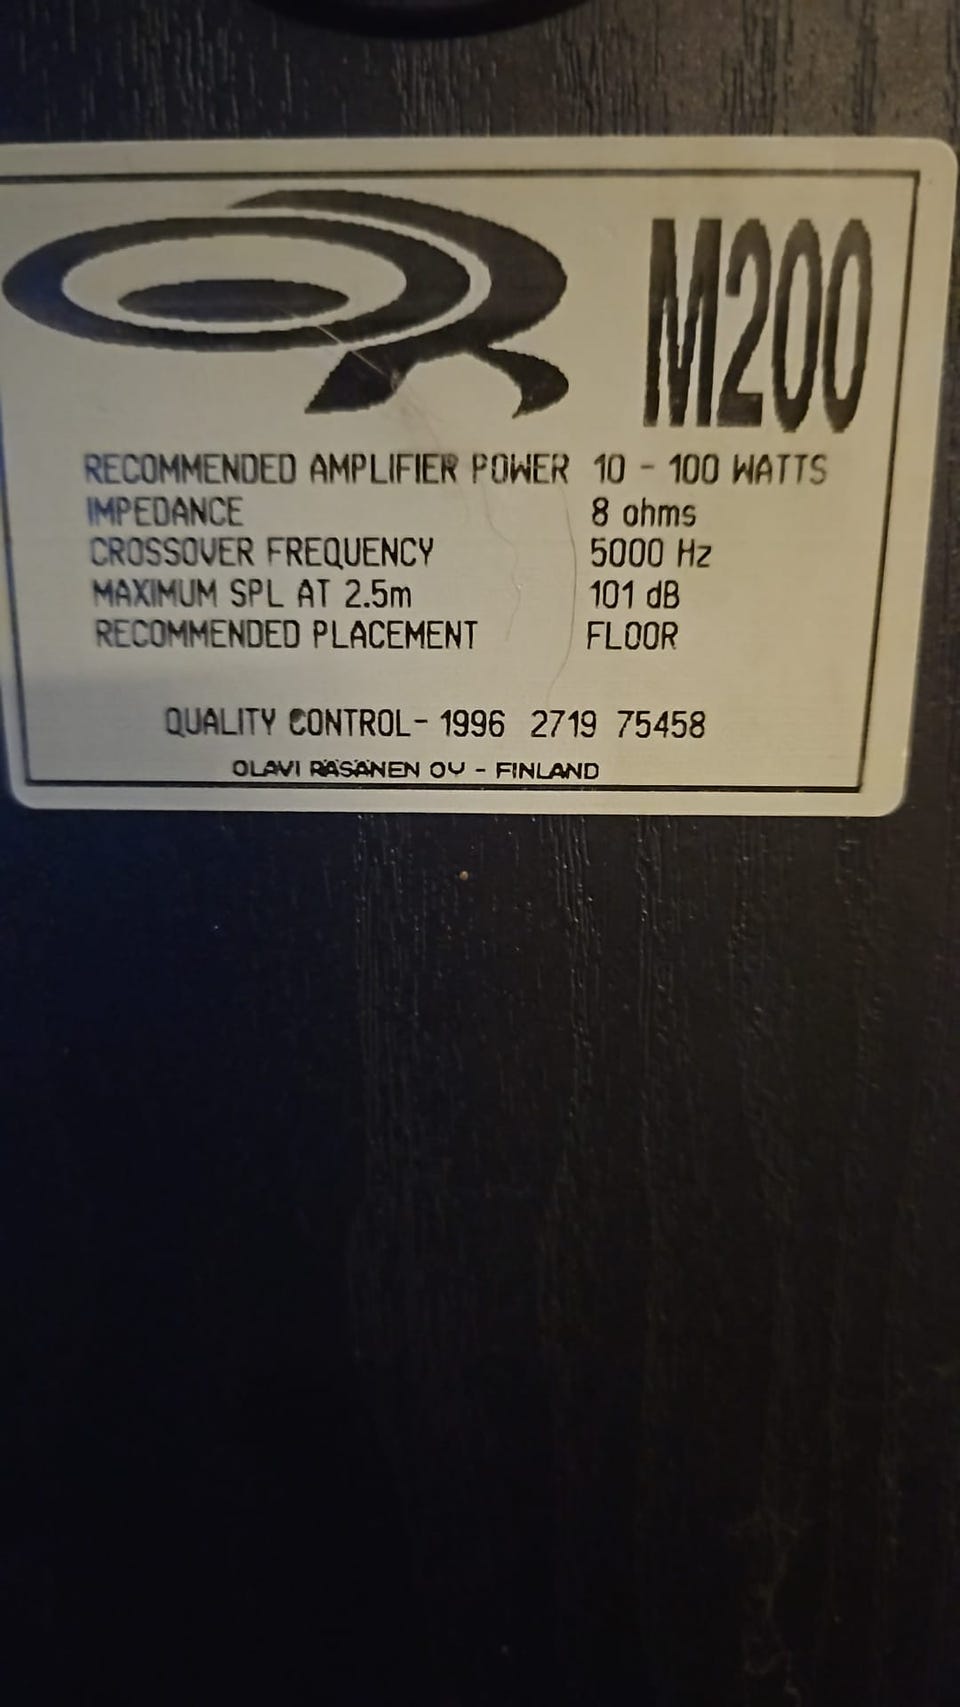 OR M200
RECOMMENDED AMPLIFIER POWER 10 - 100 WATTS
IMPEDANCE 8 ohms
CROSSOVER FREQUENCY 5000 Hz
MAXIMUM SPL AT 2.5m 101 dB
RECOMMENDED PLACEMENT FLOOR
QUALITY CONTROL- 1996 2719 75458
OLAVI RÄSÄNEN OY - FINLAND